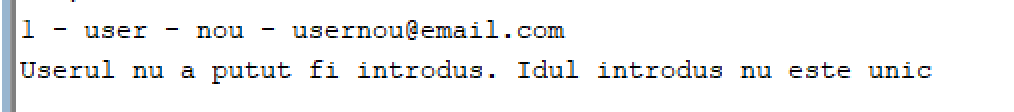 1 - user - nou - usernou@email.com
Userul nu a putut fi introdus. Idul introdus nu este unic